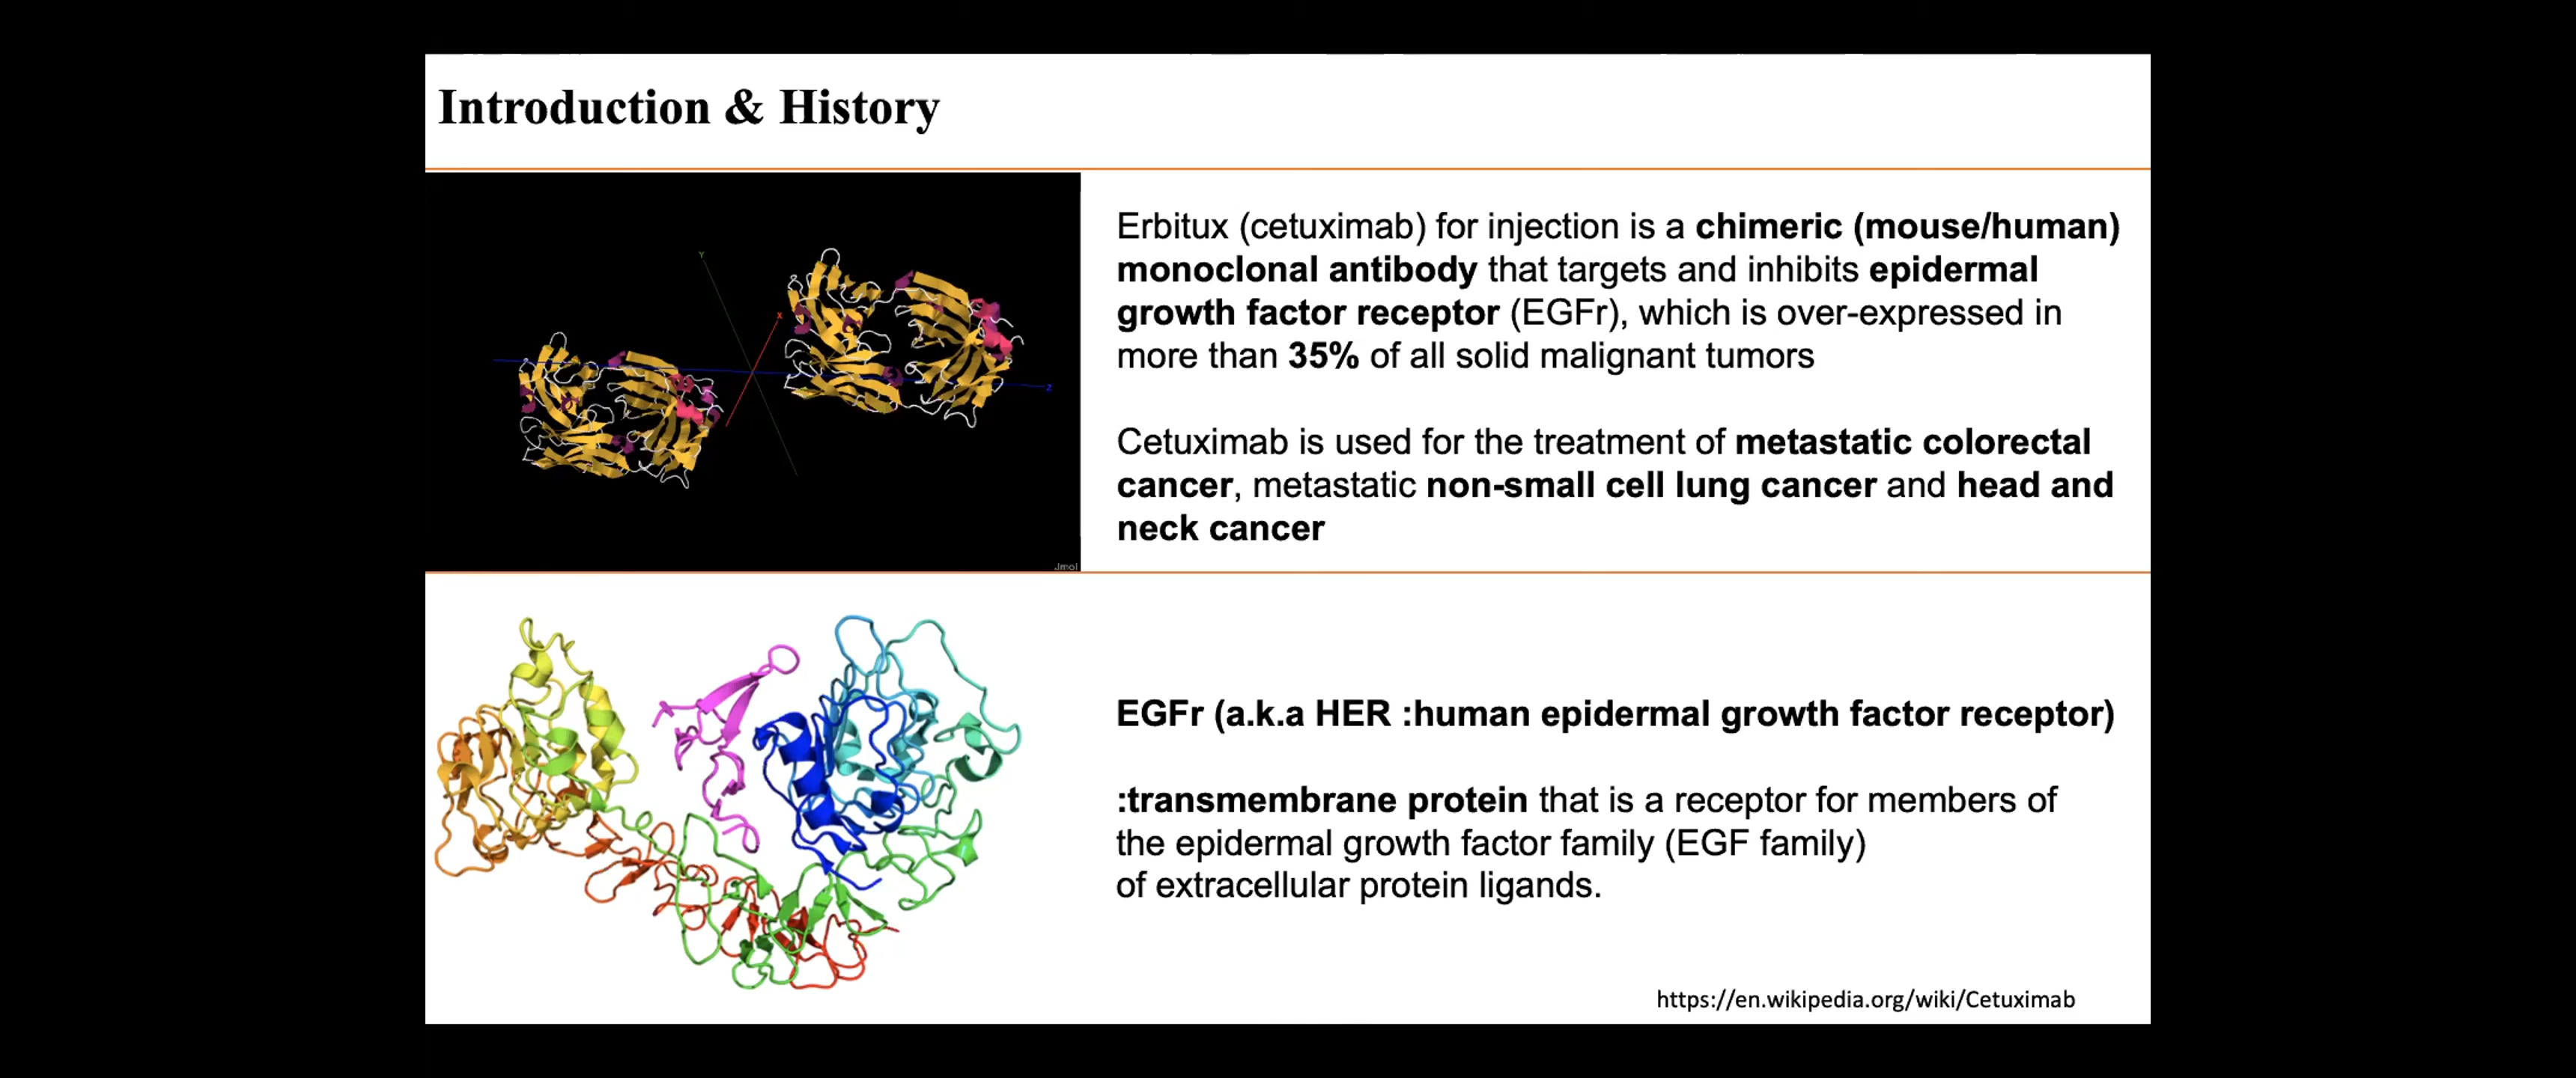 Introduction & History
Erbitux (cetuximab) for injection is a chimeric (mouse/human)
monoclonal antibody that targets and inhibits epidermal
growth factor receptor (EGFr), which is over-expressed in
more than 35% of all solid malignant tumors
Cetuximab is used for the treatment of metastatic colorectal
cancer, metastatic non-small cell lung cancer and head and
neck cancer
Y
X
Z
Jmol
EGFr (a.k.a HER :human epidermal growth factor receptor)
:transmembrane protein that is a receptor for members of
the epidermal growth factor family (EGF family)
of extracellular protein ligands.
https://en.wikipedia.org/wiki/Cetuximab